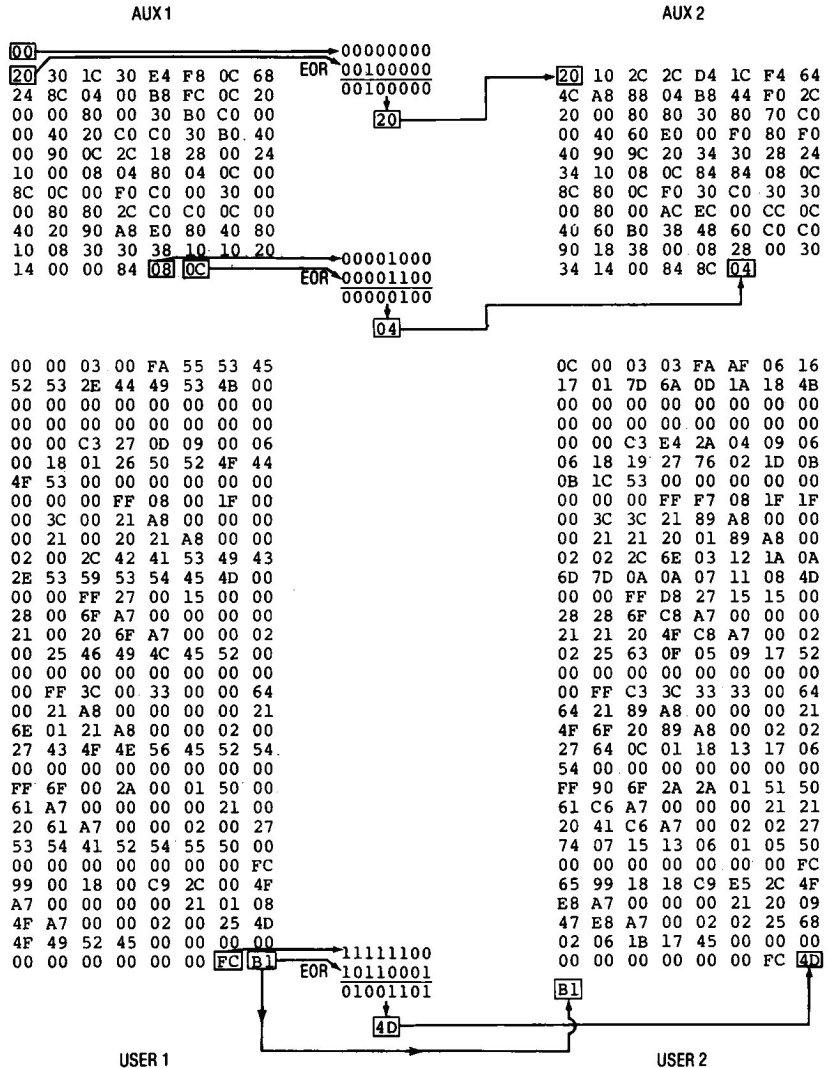 AUX 1
00
20 30 1C 30 E4 F8 0C 68
24 8C 04 00 B8 FC 0C 20
00 00 80 00 30 B0 C0 00
00 40 20 C0 C0 30 B0 40
00 90 0C 2C 18 28 00 24
10 00 08 04 80 04 0C 00
8C 0C 00 F0 C0 00 30 00
00 80 80 2C C0 C0 0C 00
40 20 90 A8 E0 80 40 80
10 08 30 30 38 10 10 20
14 00 00 84 08 0C
00000000
EOR 00100000
00100000
20
00001000
EOR 00001100
00000100
04
AUX 2
20 10 2C 2C D4 1C F4 64
4C A8 88 04 B8 44 F0 2C
20 00 80 80 30 80 70 C0
00 40 60 E0 00 F0 80 F0
40 90 9C 20 34 30 28 24
34 10 08 0C 84 84 08 0C
8C 80 0C F0 30 C0 30 30
00 80 00 AC EC 00 CC 0C
40 60 B0 38 48 60 C0 C0
90 18 38 00 08 28 00 30
34 14 00 84 8C 04
00 00 03 00 FA 55 53 45
52 53 2E 44 49 53 4B 00
00 00 00 00 00 00 00 00
00 00 00 00 00 00 00 00
00 00 C3 27 0D 09 00 06
00 18 01 26 50 52 4F 44
4F 53 00 00 00 00 00 00
00 00 00 FF 08 00 1F 00
00 3C 00 21 A8 00 00 00
00 21 00 20 21 A8 00 00
02 00 2C 42 41 53 49 43
2E 53 59 53 54 45 4D 00
00 00 FF 27 00 15 00 00
28 00 6F A7 00 00 00 00
21 00 20 6F A7 00 00 02
00 25 46 49 4C 45 52 00
00 00 00 00 00 00 00 00
00 FF 3C 00 33 00 00 64
00 21 A8 00 00 00 00 21
6E 01 21 A8 00 00 02 00
27 43 4F 4E 56 45 52 54
00 00 00 00 00 00 00 00
FF 6F 00 2A 00 01 50 00
61 A7 00 00 00 00 21 00
20 61 A7 00 00 02 00 27
53 54 41 52 54 55 50 00
00 00 00 00 00 00 00 FC
99 00 18 00 C9 2C 00 4F
A7 00 00 00 00 21 01 08
4F A7 00 00 02 00 25 4D
4F 49 52 45 00 00 00 00
00 00 00 00 00 00 FC B1
11111100
EOR 10110001
01001101
4D
0C 00 03 03 FA AF 06 16
17 01 7D 6A 0D 1A 18 4B
00 00 00 00 00 00 00 00
00 00 00 00 00 00 00 00
00 00 C3 E4 2A 04 09 06
06 18 19 27 76 02 1D 0B
0B 1C 53 00 00 00 00 00
00 00 00 FF F7 08 1F 1F
00 3C 3C 21 89 A8 00 00
00 21 21 20 01 89 A8 00
02 02 2C 6E 03 12 1A 0A
6D 7D 0A 0A 07 11 08 4D
00 00 FF D8 27 15 15 00
28 28 6F C8 A7 00 00 00
21 21 20 4F C8 A7 00 02
02 25 63 0F 05 09 17 52
00 00 00 00 00 00 00 00
00 FF C3 3C 33 33 00 64
64 21 89 A8 00 00 00 21
4F 6F 20 89 A8 00 02 02
27 64 0C 01 18 13 17 06
54 00 00 00 00 00 00 00
FF 90 6F 2A 2A 01 51 50
61 C6 A7 00 00 00 21 21
20 41 C6 A7 00 02 02 27
74 07 15 13 06 01 05 50
00 00 00 00 00 00 00 FC
65 99 18 18 C9 E5 2C 4F
E8 A7 00 00 00 21 20 09
47 E8 A7 00 02 02 25 68
02 06 1B 17 45 00 00 00
00 00 00 00 00 00 FC 4D
B1
USER 1
USER 2